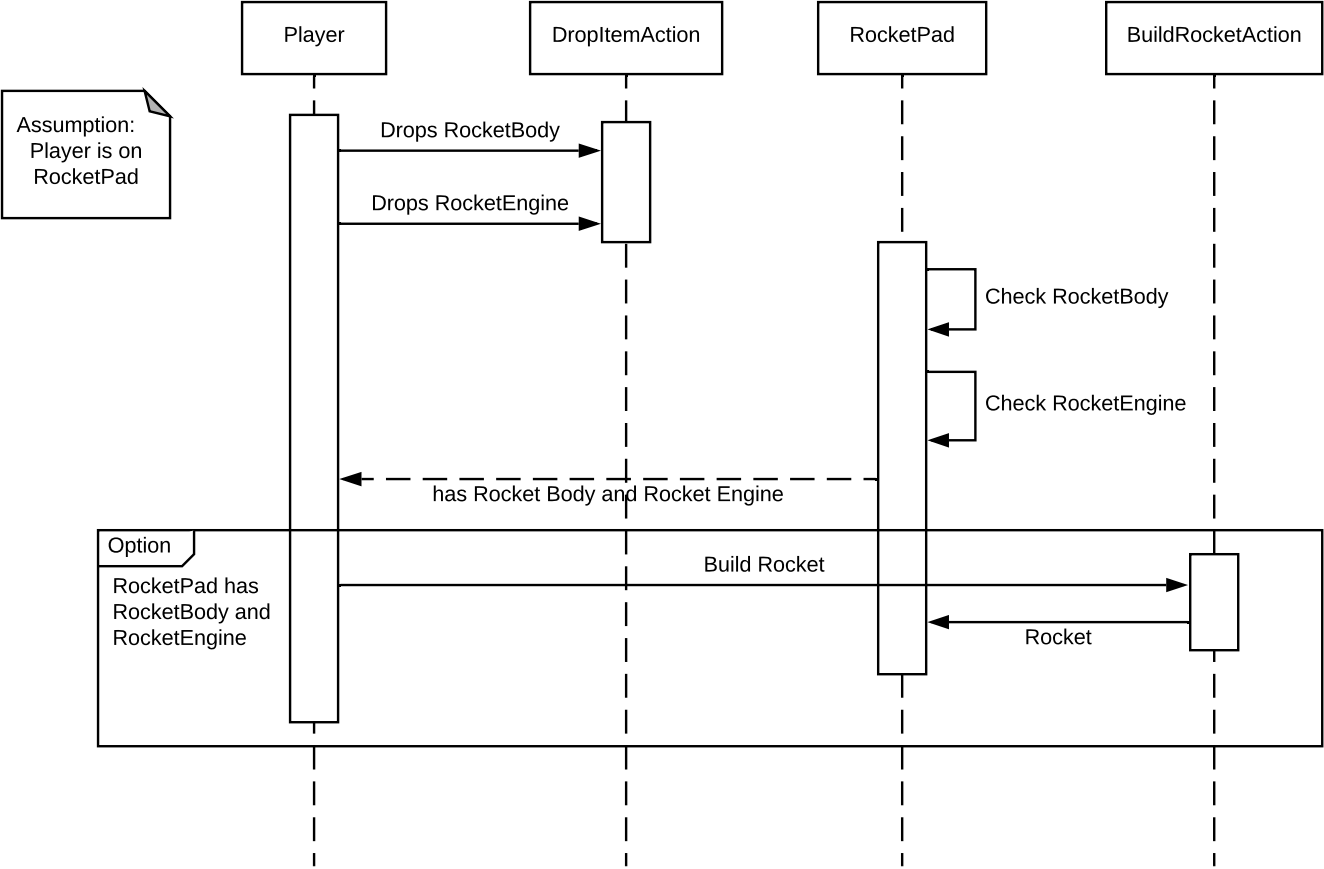 Player
DropItemAction
RocketPad
BuildRocketAction
Assumption:
Player is on
RocketPad
Drops RocketBody
Drops RocketEngine
Check RocketBody
Check RocketEngine
has Rocket Body and Rocket Engine
Option
RocketPad has
RocketBody and
RocketEngine
Build Rocket
Rocket